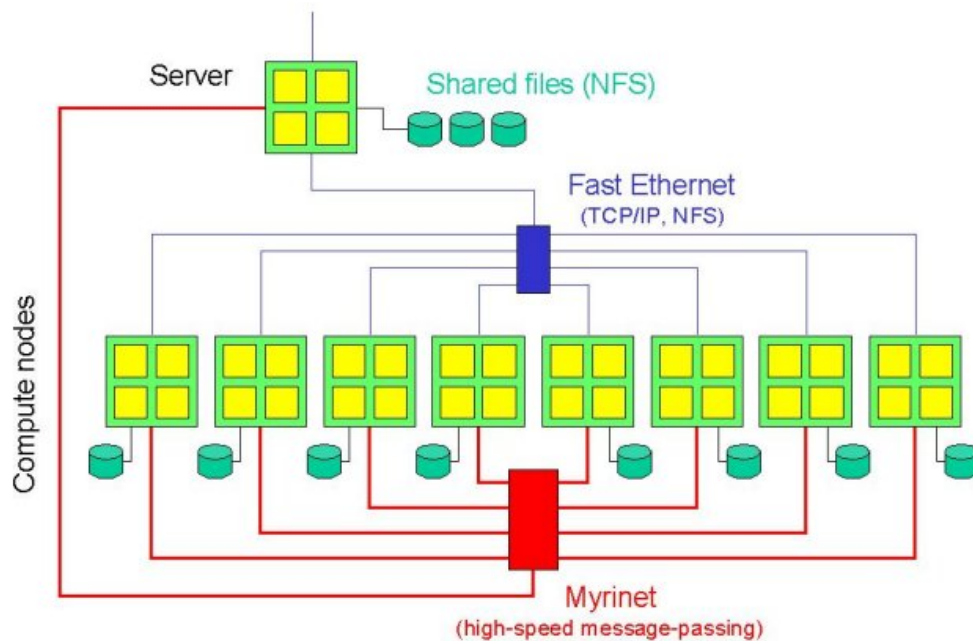 Server
Shared files (NFS)
Fast Ethernet
(TCP/IP, NFS)
Compute nodes
Myrinet
(high-speed message-passing)